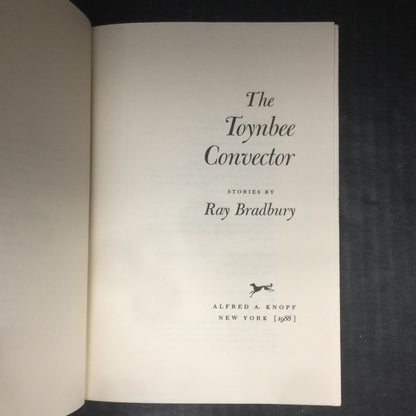 The
Toynbee
Convector
STORIES BY
Ray Bradbury
ALFRED A. KNOPF
NEW YORK [1988]